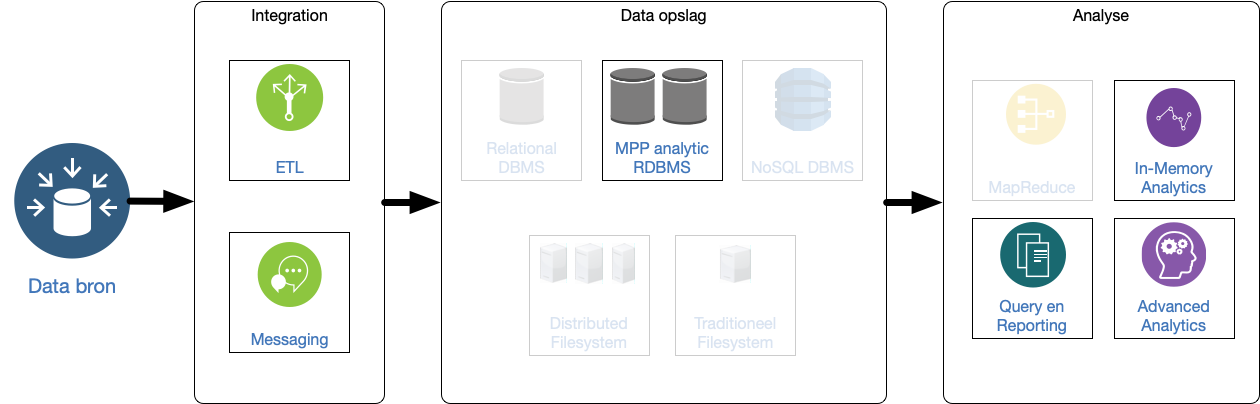 Integration
Data opslag
Analyse
Data bron
ETL
Messaging
Relational
DBMS
MPP analytic
RDBMS
NoSQL DBMS
Distributed
Filesystem
Traditioneel
Filesystem
MapReduce
In-Memory
Analytics
Query en
Reporting
Advanced
Analytics